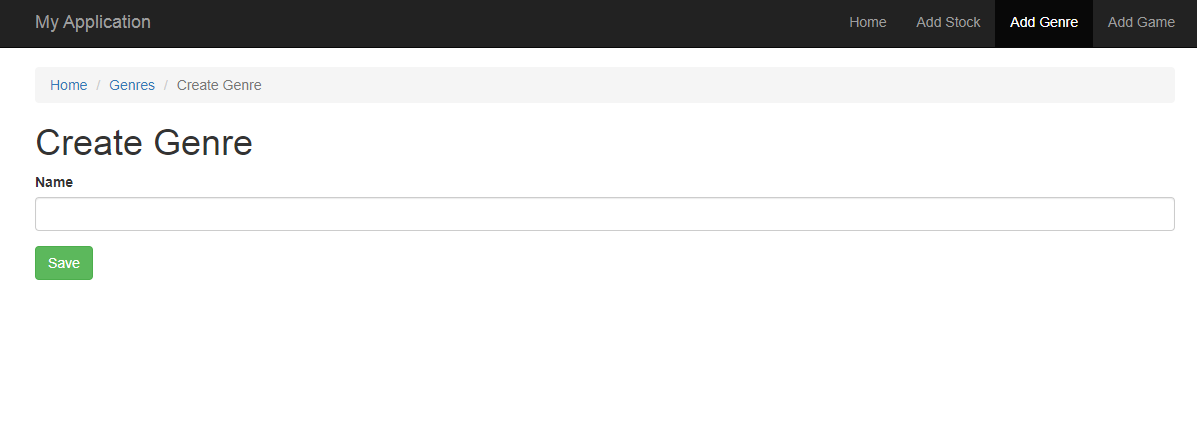 My Application Home Add Stock Add Genre Add Game
Home / Genres / Create Genre
Create Genre
Name
Save